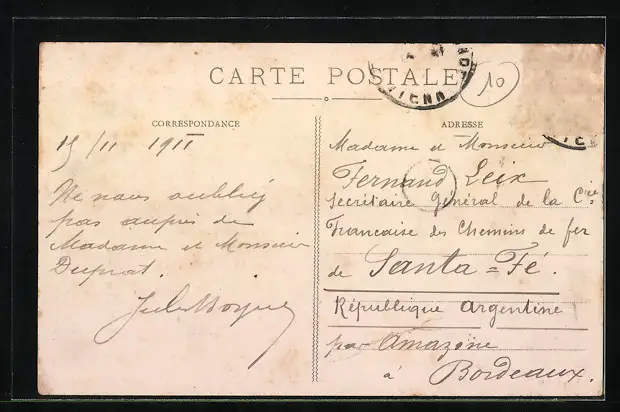 CARTE POSTALE
10
CORRESPONDANCE
15/11 1911
Ne nous oubliez
pas auprès de
Madame et Monsieur
Duprat.
ADRESSE
Madame et Monsieur
Fernand Leix
Secrétaire Général de la Cie
Francaise des Chemins de fer
de Santa=Fé.
République Argentine
par Amazone
à Bordeaux.